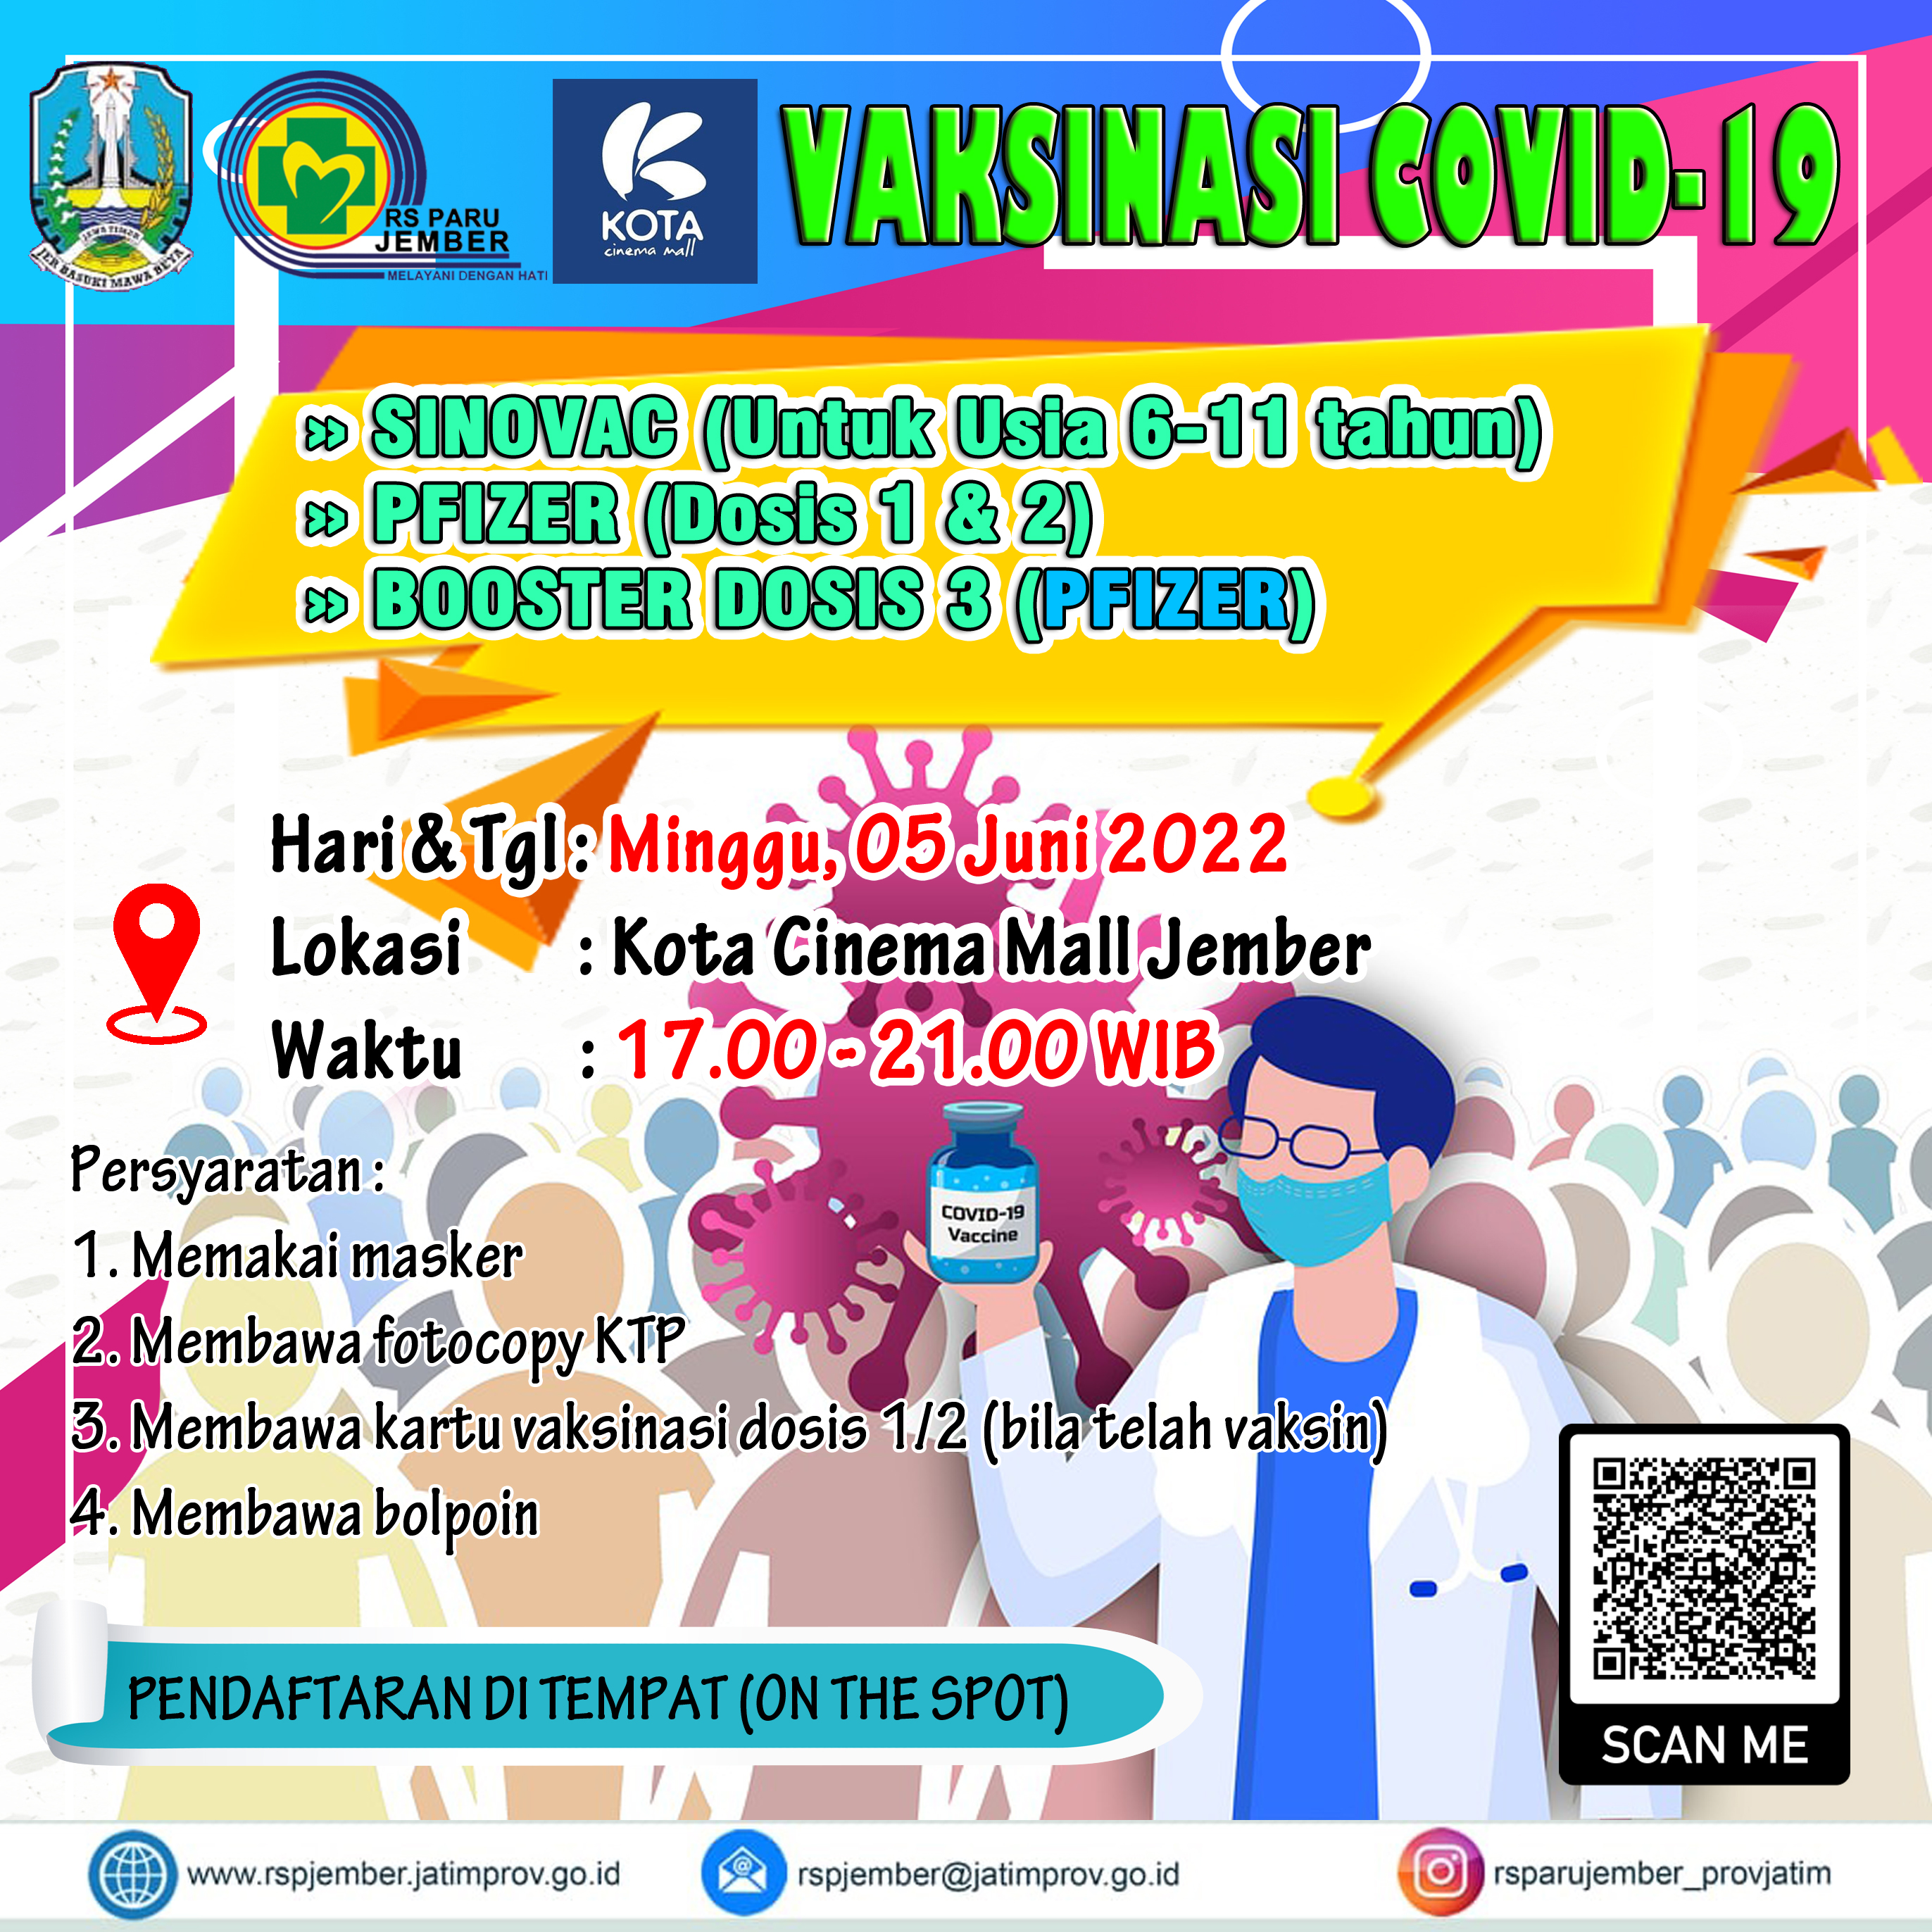 JAWA TIMUR
JER BASUKI MAWA BEYA
RS PARU
JEMBER
MELAYANI DENGAN HATI
KOTA
cinema mall
VAKSINASI COVID-19
» SINOVAC (Untuk Usia 6-11 tahun)
» PFIZER (Dosis 1 & 2)
» BOOSTER DOSIS 3 (PFIZER)
Hari & Tgl : Minggu, 05 Juni 2022
Lokasi : Kota Cinema Mall Jember
Waktu : 17.00 - 21.00 WIB
Persyaratan :
1. Memakai masker
2. Membawa fotocopy KTP
3. Membawa kartu vaksinasi dosis 1/2 (bila telah vaksin)
4. Membawa bolpoin
COVID-19
Vaccine
PENDAFTARAN DI TEMPAT (ON THE SPOT)
SCAN ME
www.rspjember.jatimprov.go.id
rspjember@jatimprov.go.id
rsparujember_provjatim